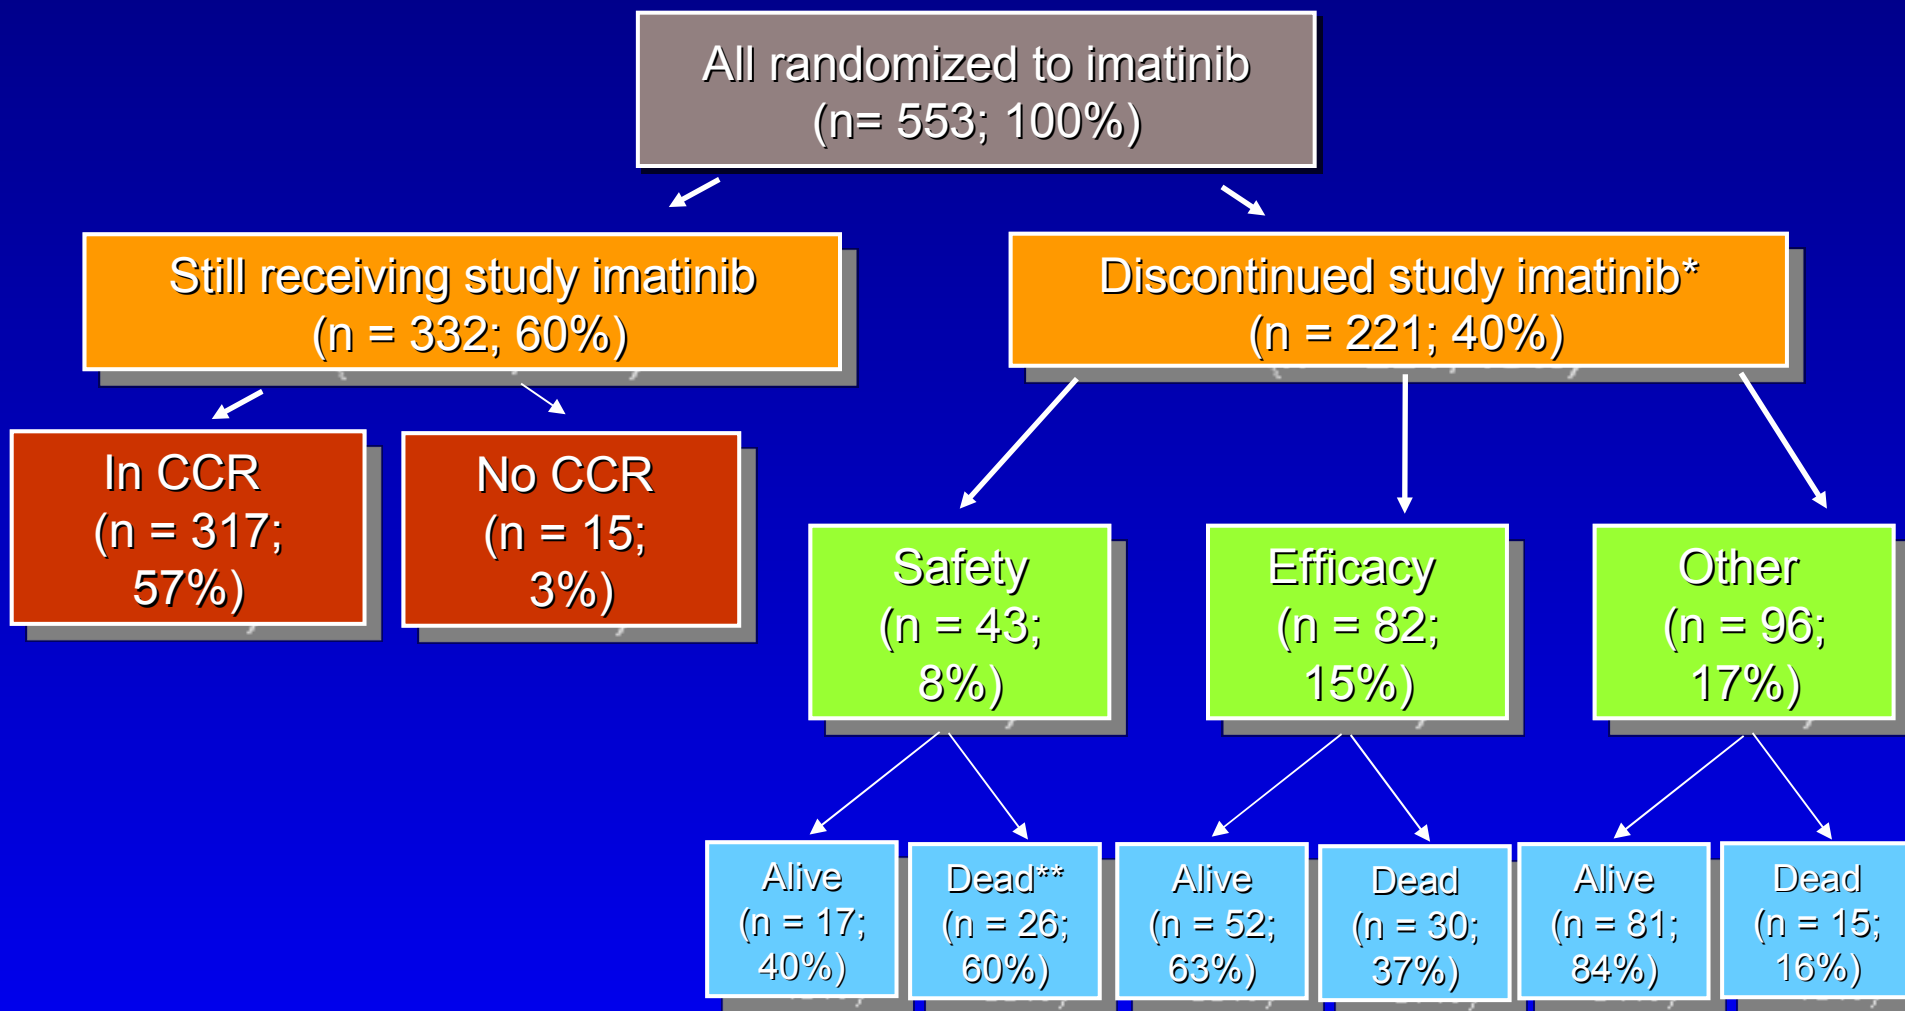 All randomized to imatinib
(n= 553; 100%)
Still receiving study imatinib
(n = 332; 60%)
Discontinued study imatinib*
(n = 221; 40%)
In CCR
(n = 317;
57%)
No CCR
(n = 15;
3%)
Safety
(n = 43;
8%)
Efficacy
(n = 82;
15%)
Other
(n = 96;
17%)
Alive
(n = 17;
40%)
Dead**
(n = 26;
60%)
Alive
(n = 52;
63%)
Dead
(n = 30;
37%)
Alive
(n = 81;
84%)
Dead
(n = 15;
16%)